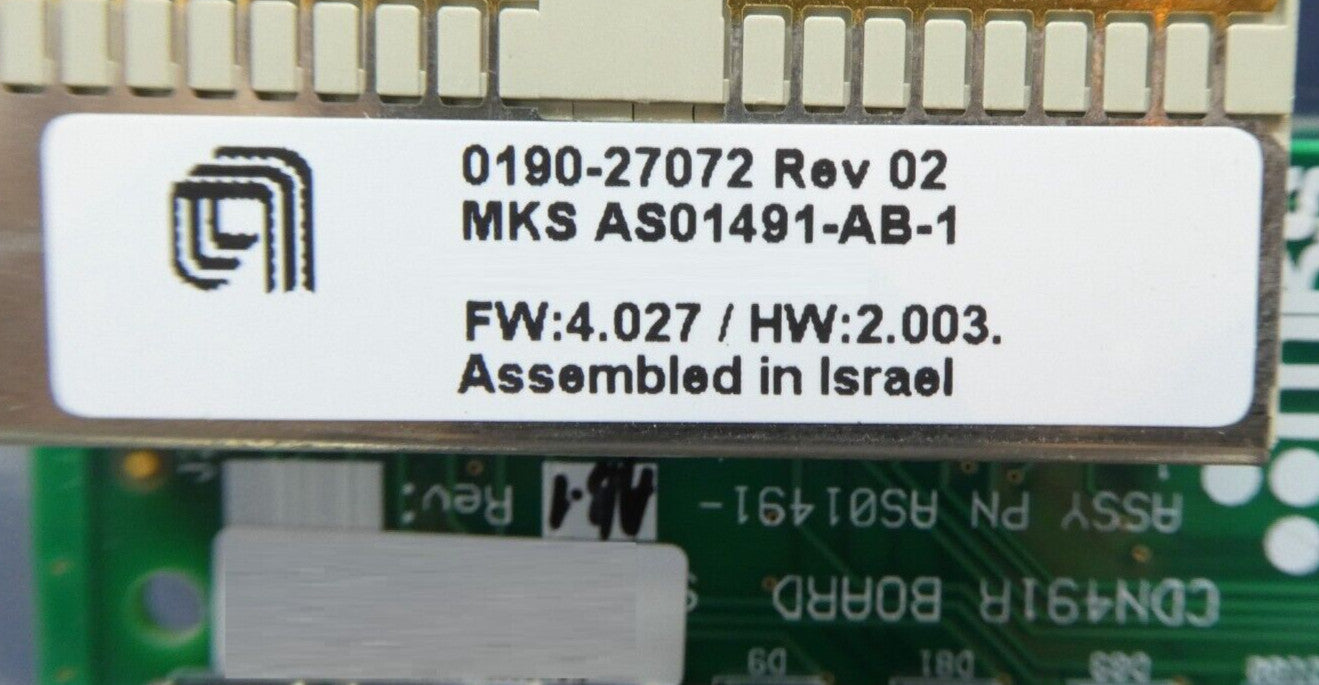 0190-27072 Rev 02
MKS AS01491-AB-1
FW:4.027 / HW:2.003.
Assembled in Israel
ASSY PN AS01491- AB-1 Rev:
CDN491R BOARD
D9